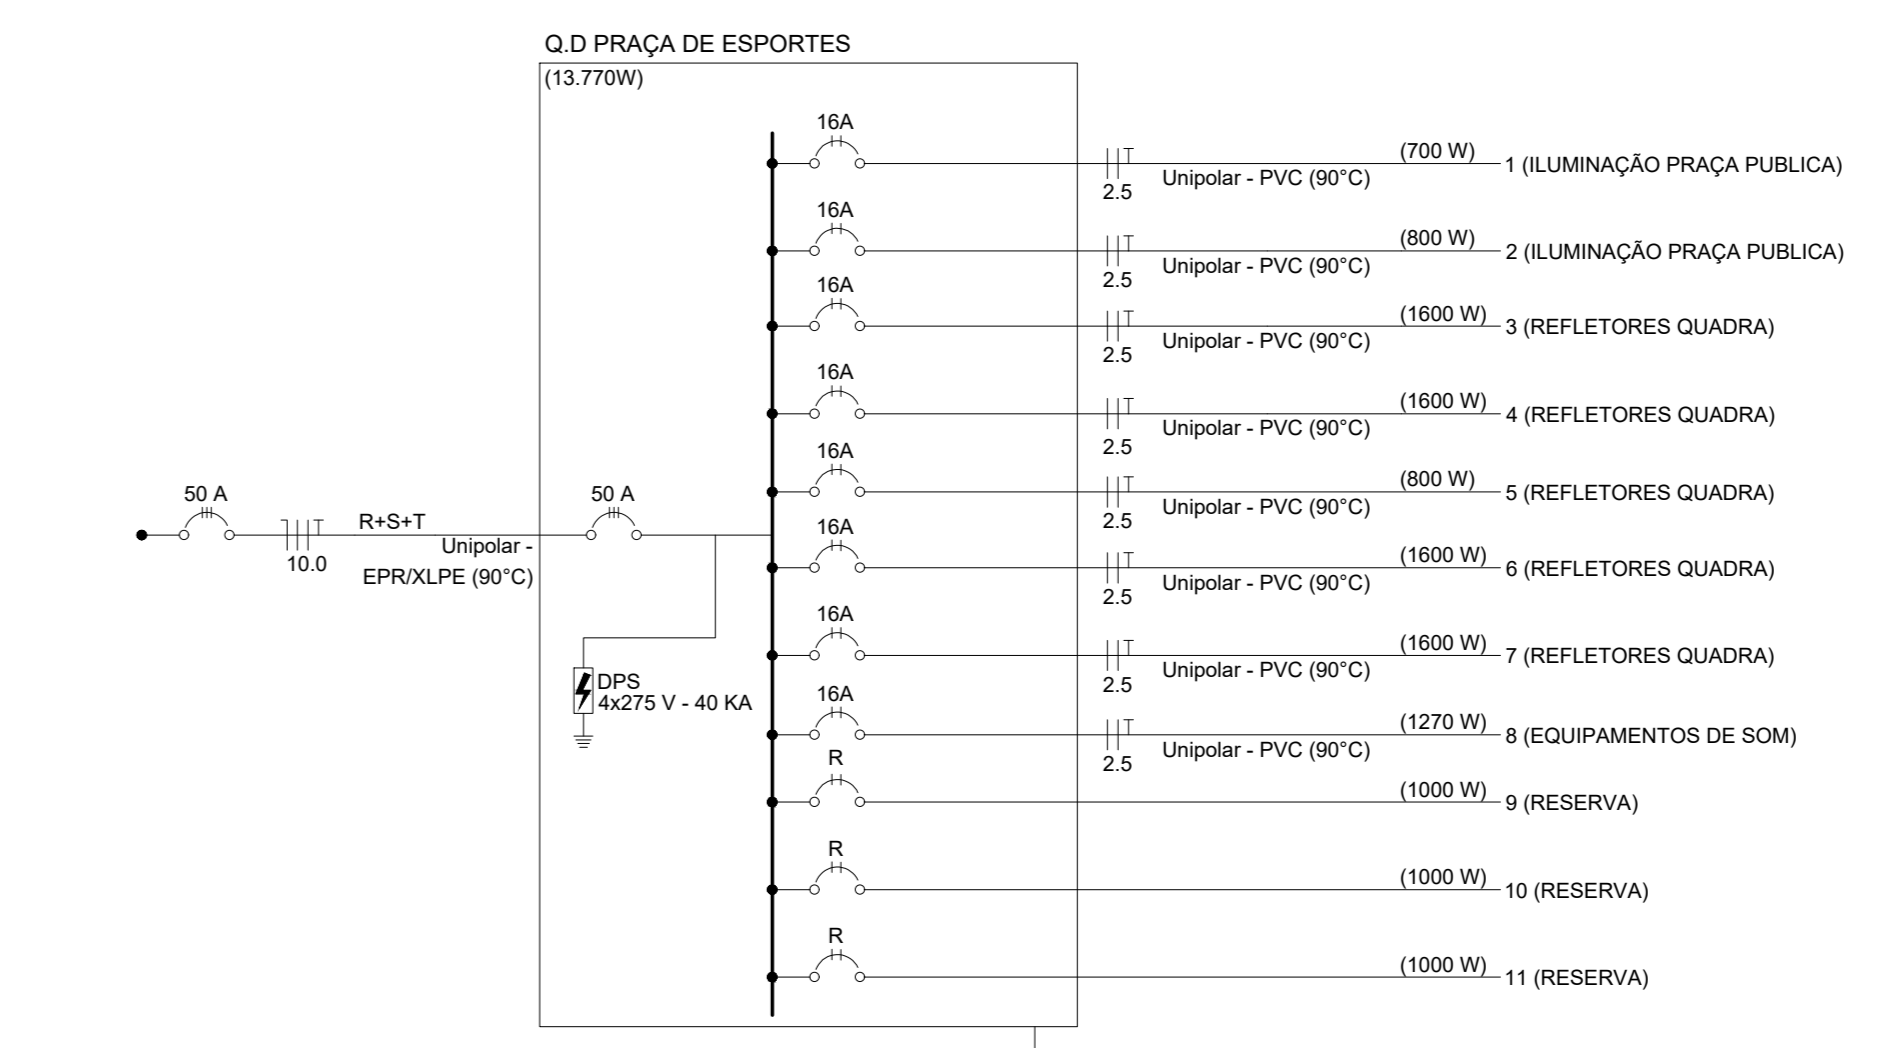 Q.D PRAÇA DE ESPORTES
(13.770W)
16A
(700 W)
1 (ILUMINAÇÃO PRAÇA PUBLICA)
2.5
Unipolar - PVC (90°C)
16A
(800 W)
2 (ILUMINAÇÃO PRAÇA PUBLICA)
2.5
Unipolar - PVC (90°C)
16A
(1600 W)
3 (REFLETORES QUADRA)
2.5
Unipolar - PVC (90°C)
16A
(1600 W)
4 (REFLETORES QUADRA)
2.5
Unipolar - PVC (90°C)
16A
(800 W)
5 (REFLETORES QUADRA)
2.5
Unipolar - PVC (90°C)
50 A
R+S+T
10.0
Unipolar -
EPR/XLPE (90°C)
50 A
16A
(1600 W)
6 (REFLETORES QUADRA)
2.5
Unipolar - PVC (90°C)
16A
(1600 W)
7 (REFLETORES QUADRA)
2.5
Unipolar - PVC (90°C)
DPS
4x275 V - 40 KA
16A
(1270 W)
8 (EQUIPAMENTOS DE SOM)
2.5
Unipolar - PVC (90°C)
R
(1000 W)
9 (RESERVA)
R
(1000 W)
10 (RESERVA)
R
(1000 W)
11 (RESERVA)